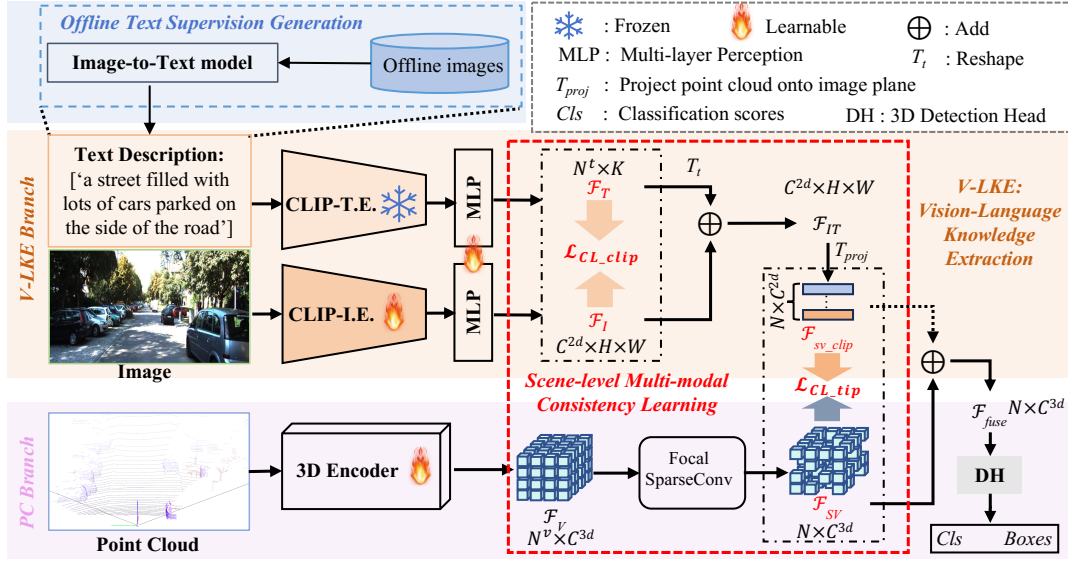 Offline Text Supervision Generation
Image-to-Text model
Offline images
: Frozen
: Learnable
: Add
MLP : Multi-layer Perception
T_t : Reshape
T_proj : Project point cloud onto image plane
Cls : Classification scores
DH : 3D Detection Head
V-LKE Branch
Text Description:
['a street filled with
lots of cars parked on
the side of the road']
CLIP-T.E.
MLP
N^t×K
F_T
L_CL_clip
F_I
C^2d×H×W
T_t
C^2d×H×W
F_IT
T_proj
V-LKE:
Vision-Language
Knowledge
Extraction
CLIP-I.E.
MLP
Image
N×C^2d
F_sv_clip
L_CL_tip
Scene-level Multi-modal
Consistency Learning
PC Branch
3D Encoder
F_V
N^v×C^3d
Focal
SparseConv
F_SV
N×C^3d
F_fuse N×C^3d
DH
Cls Boxes
Point Cloud